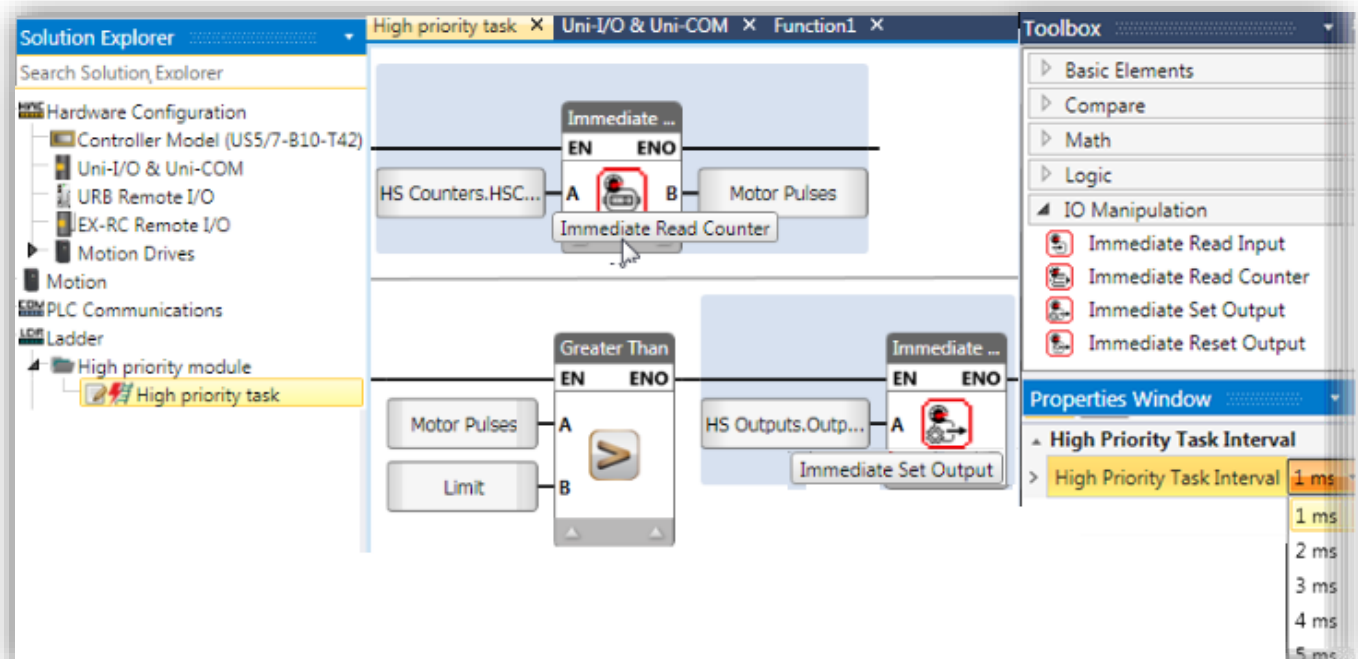 Solution Explorer
Search Solution Explorer
Hardware Configuration
Controller Model (US5/7-B10-T42)
Uni-I/O & Uni-COM
URB Remote I/O
EX-RC Remote I/O
Motion Drives
Motion
PLC Communications
Ladder
High priority module
High priority task
High priority task X Uni-I/O & Uni-COM X Function1 X
Immediate ...
EN ENO
HS Counters.HSC... A B Motor Pulses
Immediate Read Counter
Greater Than
EN ENO
Motor Pulses A
>
Limit B
Immediate ...
EN ENO
HS Outputs.Outp... A
Immediate Set Output
Toolbox
Basic Elements
Compare
Math
Logic
IO Manipulation
Immediate Read Input
Immediate Read Counter
Immediate Set Output
Immediate Reset Output
Properties Window
High Priority Task Interval
High Priority Task Interval 1 ms
1 ms
2 ms
3 ms
4 ms
5 ms